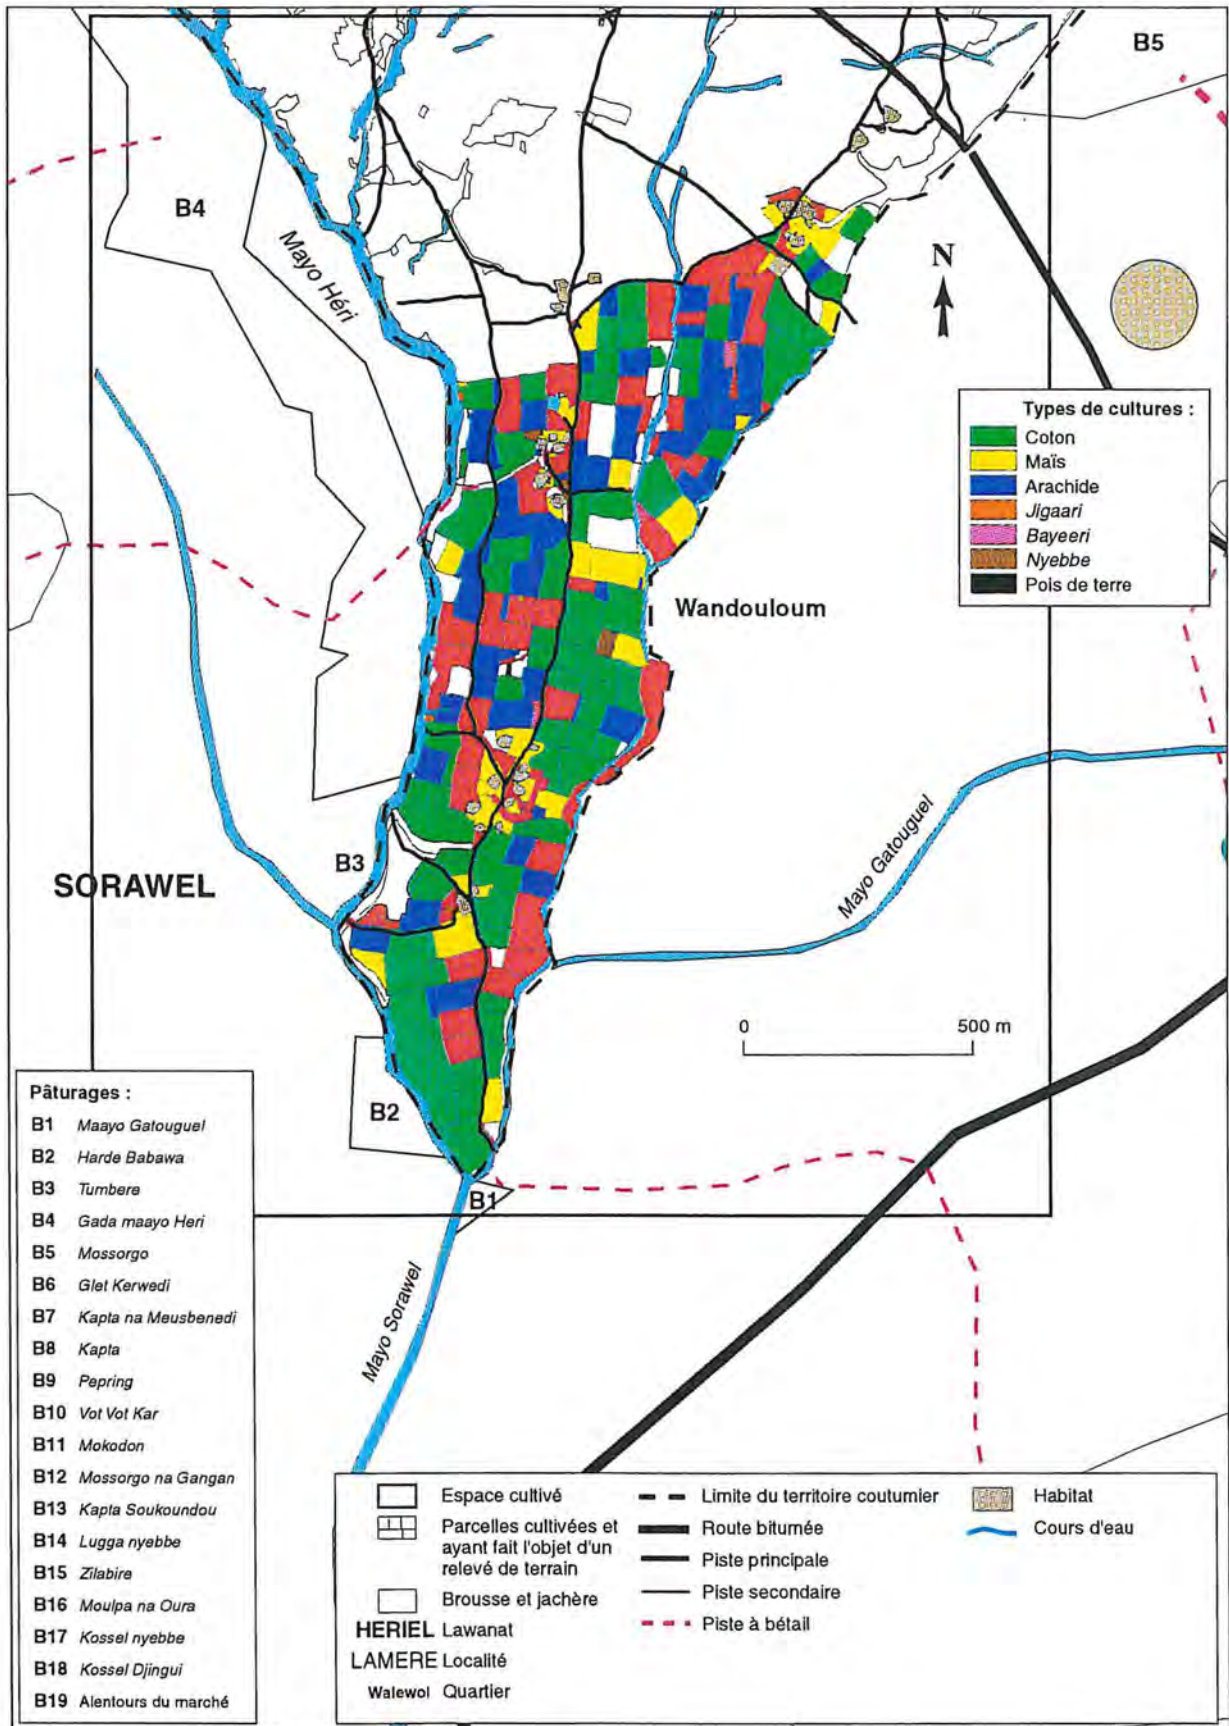 B5
B4
Mayo Héri
N
Types de cultures :
Coton
Maïs
Arachide
Jigaari
Bayeeri
Nyebbe
Pois de terre
Wandouloum
Mayo Gatouguel
B3
SORAWEL
0 500 m
B2
B1
Mayo Sorawel
Pâturages :
B1 Maayo Gatouguel
B2 Harde Babawa
B3 Tumbere
B4 Gada maayo Heri
B5 Mossorgo
B6 Glet Kerwedi
B7 Kapta na Meusbenedi
B8 Kapta
B9 Pepring
B10 Vot Vot Kar
B11 Mokodon
B12 Mossorgo na Gangan
B13 Kapta Soukoundou
B14 Lugga nyebbe
B15 Zilabire
B16 Moulpa na Oura
B17 Kossel nyebbe
B18 Kossel Djingui
B19 Alentours du marché
Espace cultivé
Parcelles cultivées et
ayant fait l'objet d'un
relevé de terrain
Brousse et jachère
HERIEL Lawanat
LAMERE Localité
Walewol Quartier
Limite du territoire coutumier
Route bitumée
Piste principale
Piste secondaire
Piste à bétail
Habitat
Cours d'eau